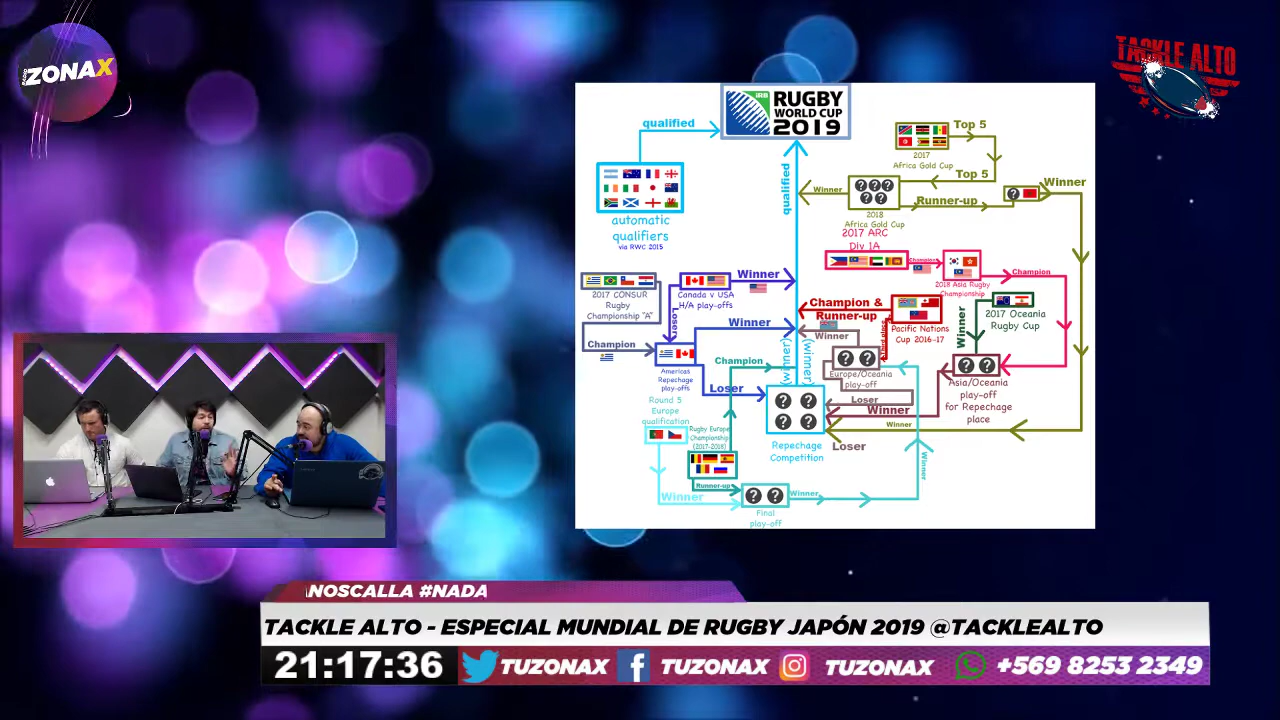 RADIO
ZONAX
TACKLE ALTO
IRB
RUGBY
WORLD CUP
2019
qualified
automatic
qualifiers
via RWC 2015
qualified
Top 5
2017
Africa Gold Cup
Top 5
Winner
2018
Africa Gold Cup
Runner-up
Winner
2017 ARC
Div 1A
Champion
2018 Asia Rugby
Championship
Champion
2017 CONSUR
Rugby
Championship "A"
Champion
Canada v USA
H/A play-offs
Winner
Loser
Americas
Repechage
play-offs
Winner
Loser
Champion &
Runner-up
Pacific Nations
Cup 2016-17
2017 Oceania
Rugby Cup
Winner
Winner
Europe/Oceania
play-off
Loser
Asia/Oceania
play-off
for Repechage
place
Winner
Winner
Loser
(winner)
(winner)
Repechage
Competition
Champion
Round 5
Europe
qualification
Rugby Europe
Championship
(2017-2018)
Runner-up
Winner
Final
play-off
Winner
Winner
NOSCALLA #NADA
TACKLE ALTO - ESPECIAL MUNDIAL DE RUGBY JAPÓN 2019 @TACKLEALTO
21:17:36 TUZONAX TUZONAX TUZONAX +569 8253 2349